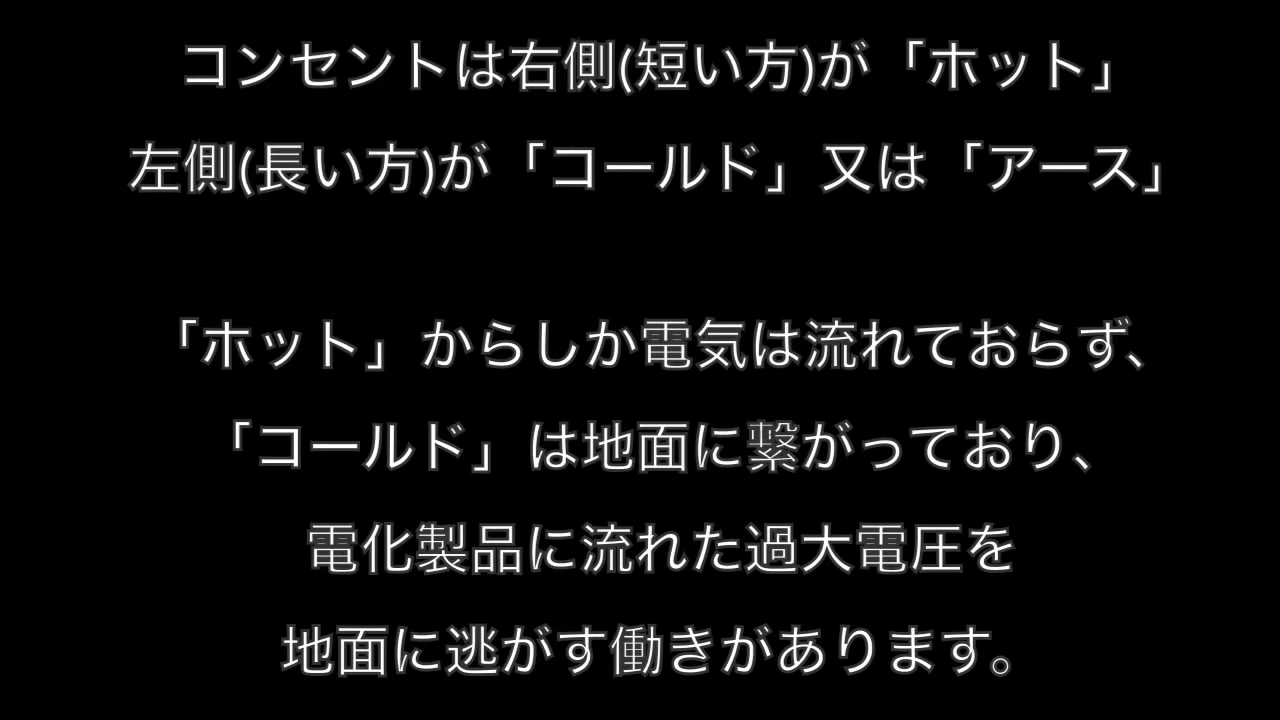 コンセントは右側(短い方)が「ホット」
左側(長い方)が「コールド」又は「アース」
「ホット」からしか電気は流れておらず、
「コールド」は地面に繋がっており、
電化製品に流れた過大電圧を
地面に逃がす働きがあります。